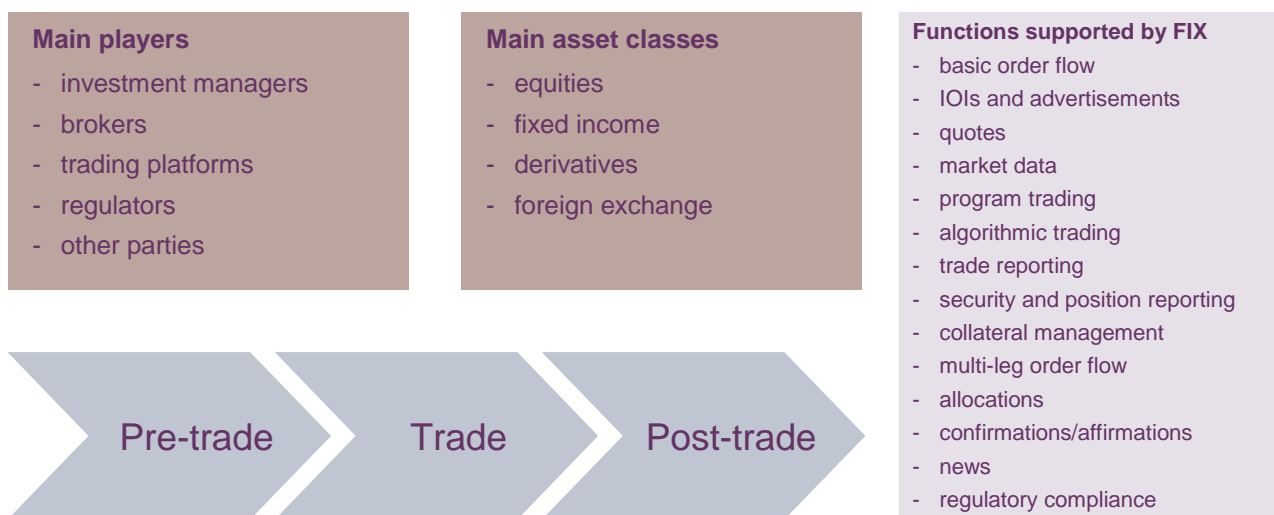 Main players
- investment managers
- brokers
- trading platforms
- regulators
- other parties
Main asset classes
- equities
- fixed income
- derivatives
- foreign exchange
Functions supported by FIX
- basic order flow
- IOIs and advertisements
- quotes
- market data
- program trading
- algorithmic trading
- trade reporting
- security and position reporting
- collateral management
- multi-leg order flow
- allocations
- confirmations/affirmations
- news
- regulatory compliance
Pre-trade
Trade
Post-trade